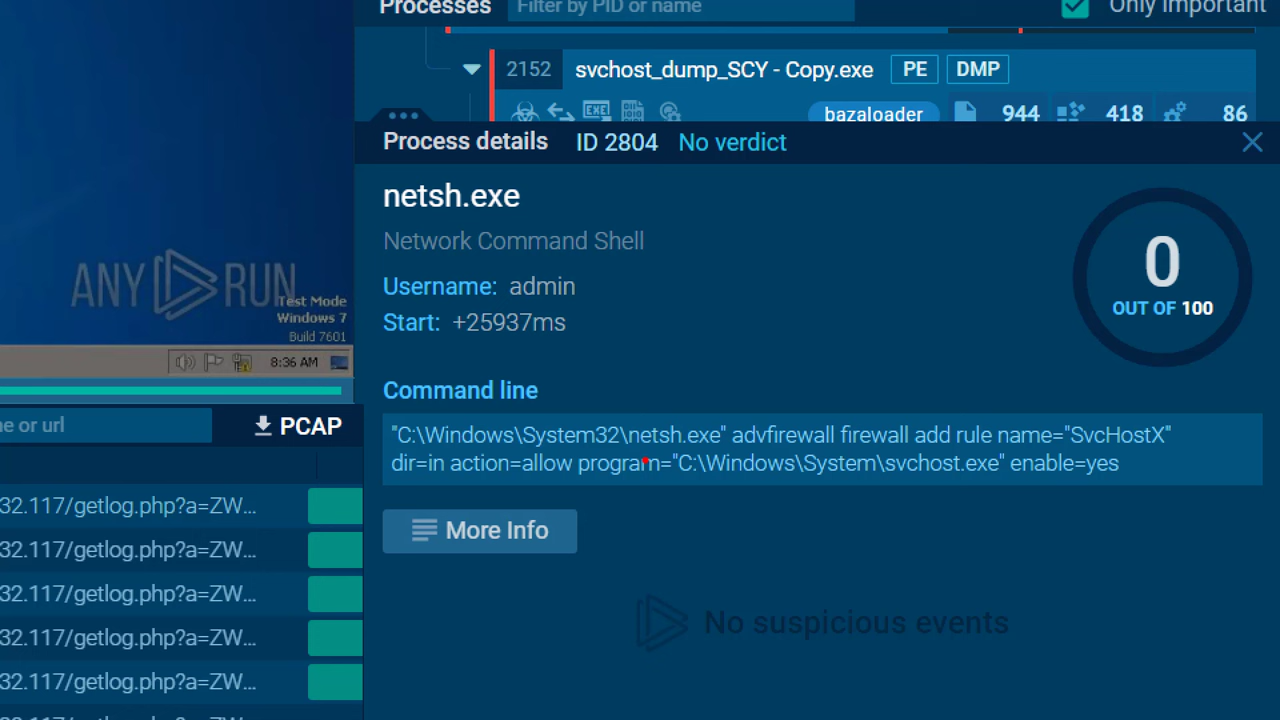 Processes
Filter by PID or name
Only important
2152
svchost_dump_SCY - Copy.exe
PE
DMP
EXE
bazaloader
944
418
86
Process details
ID 2804
No verdict
netsh.exe
Network Command Shell
Username: admin
Start: +25937ms
0
OUT OF 100
Command line
"C:\Windows\System32\netsh.exe" advfirewall firewall add rule name="SvcHostX"
dir=in action=allow program="C:\Windows\System\svchost.exe" enable=yes
More Info
No suspicious events
ANY RUN
Test Mode
Windows 7
Build 7601
8:36 AM
ne or url
PCAP
32.117/getlog.php?a=ZW...
32.117/getlog.php?a=ZW...
32.117/getlog.php?a=ZW...
32.117/getlog.php?a=ZW...
32.117/getlog.php?a=ZW...